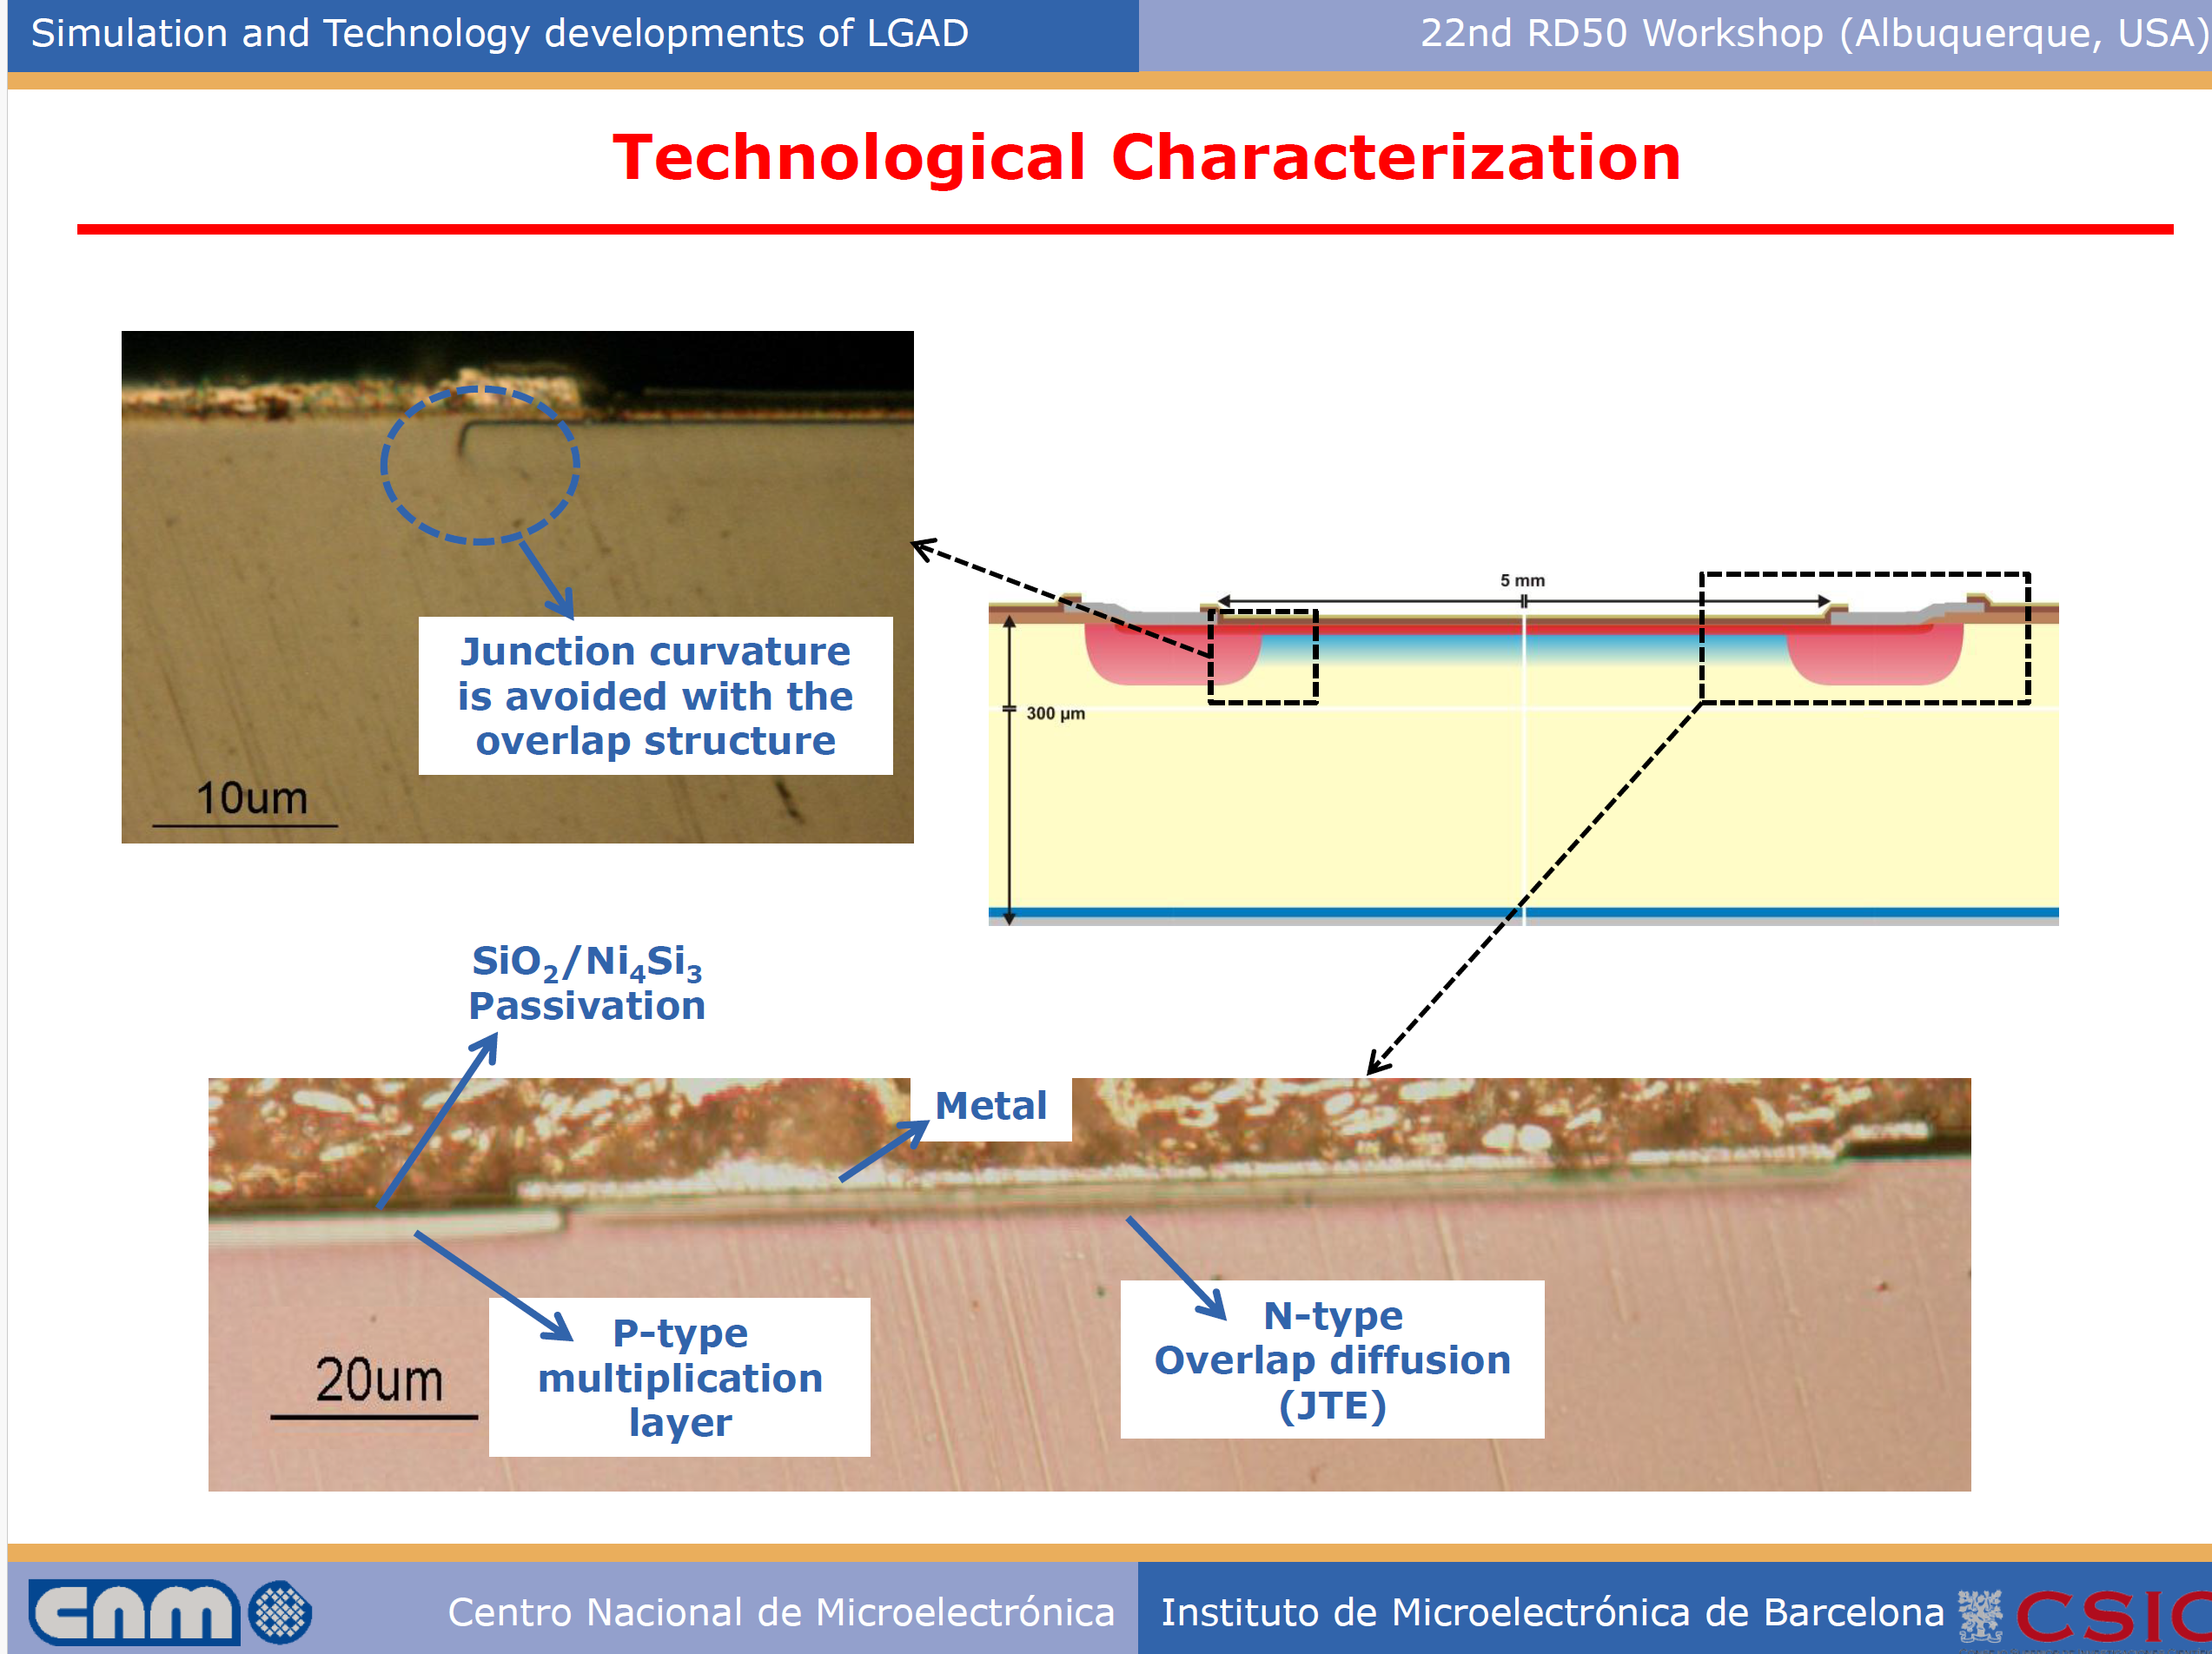 Simulation and Technology developments of LGAD
22nd RD50 Workshop (Albuquerque, USA)
Technological Characterization
Junction curvature
is avoided with the
overlap structure
10um
5 mm
300 µm
SiO₂/Ni₄Si₃
Passivation
Metal
P-type
multiplication
layer
N-type
Overlap diffusion
(JTE)
20um
cnm
Centro Nacional de Microelectrónica
Instituto de Microelectrónica de Barcelona
CSIC